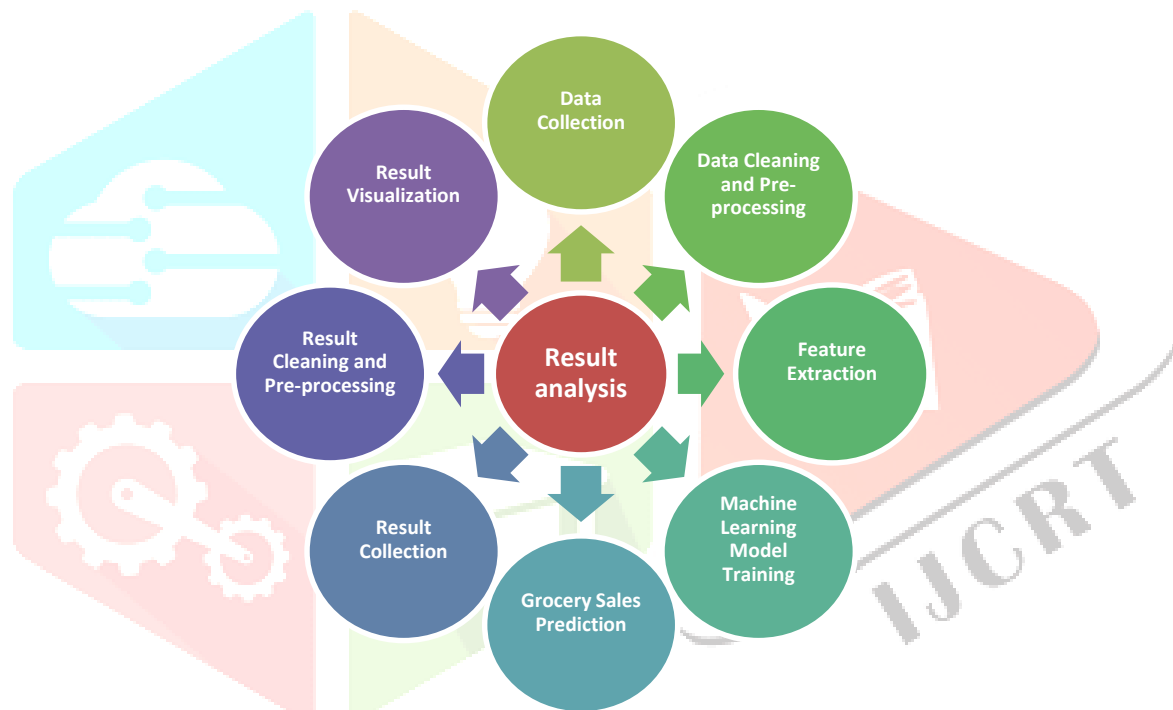 Data
Collection
Data Cleaning
and Pre-
processing
Feature
Extraction
Machine
Learning
Model
Training
Grocery Sales
Prediction
Result
Collection
Result
Cleaning and
Pre-processing
Result
Visualization
Result
analysis
IJCRT